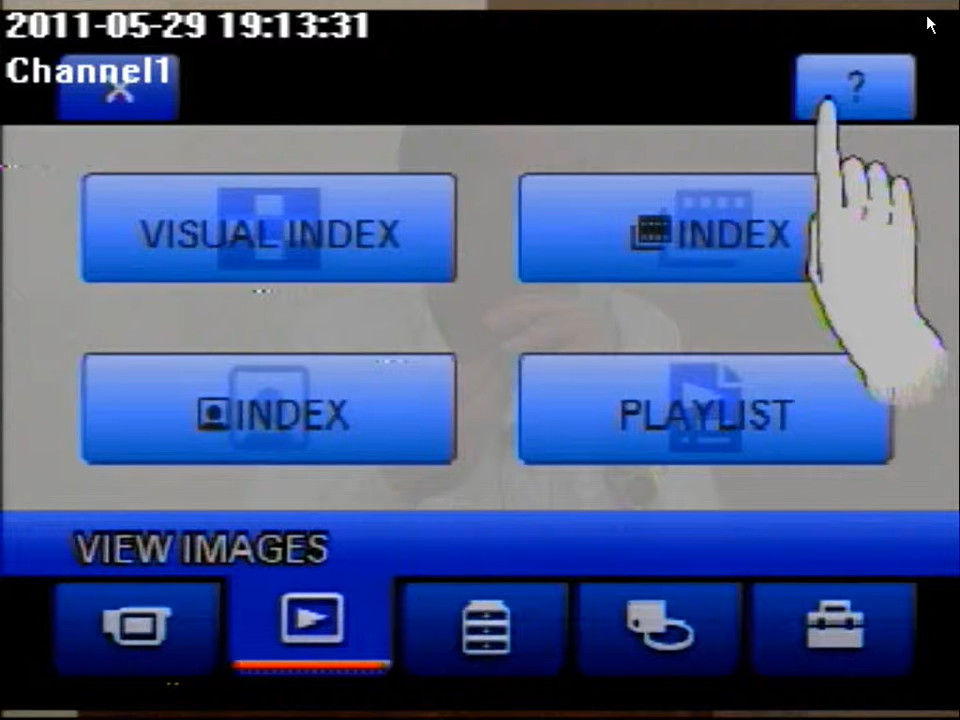 2011-05-29 19:13:31
Channel1
X
?
VISUAL INDEX
INDEX
INDEX
PLAYLIST
VIEW IMAGES